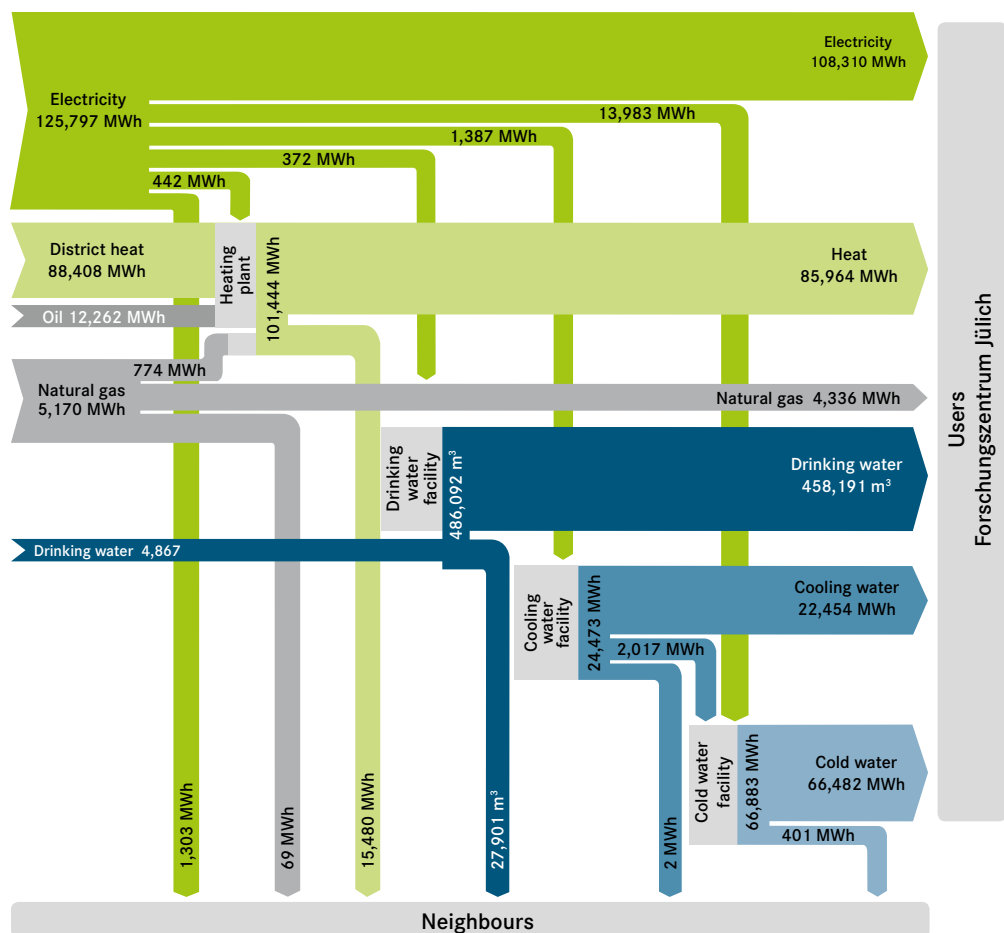 Electricity
108,310 MWh
Electricity
125,797 MWh
13,983 MWh
1,387 MWh
372 MWh
442 MWh
District heat
88,408 MWh
Heating
plant
101,444 MWh
Heat
85,964 MWh
Oil 12,262 MWh
774 MWh
Natural gas
5,170 MWh
Natural gas 4,336 MWh
Drinking
water
facility
486,092 m³
Drinking water
458,191 m³
Drinking water 4,867
Cooling
water
facility
24,473 MWh
Cooling water
22,454 MWh
2,017 MWh
Cold water
facility
66,883 MWh
Cold water
66,482 MWh
401 MWh
1,303 MWh
69 MWh
15,480 MWh
27,901 m³
2 MWh
Users
Forschungszentrum Jülich
Neighbours